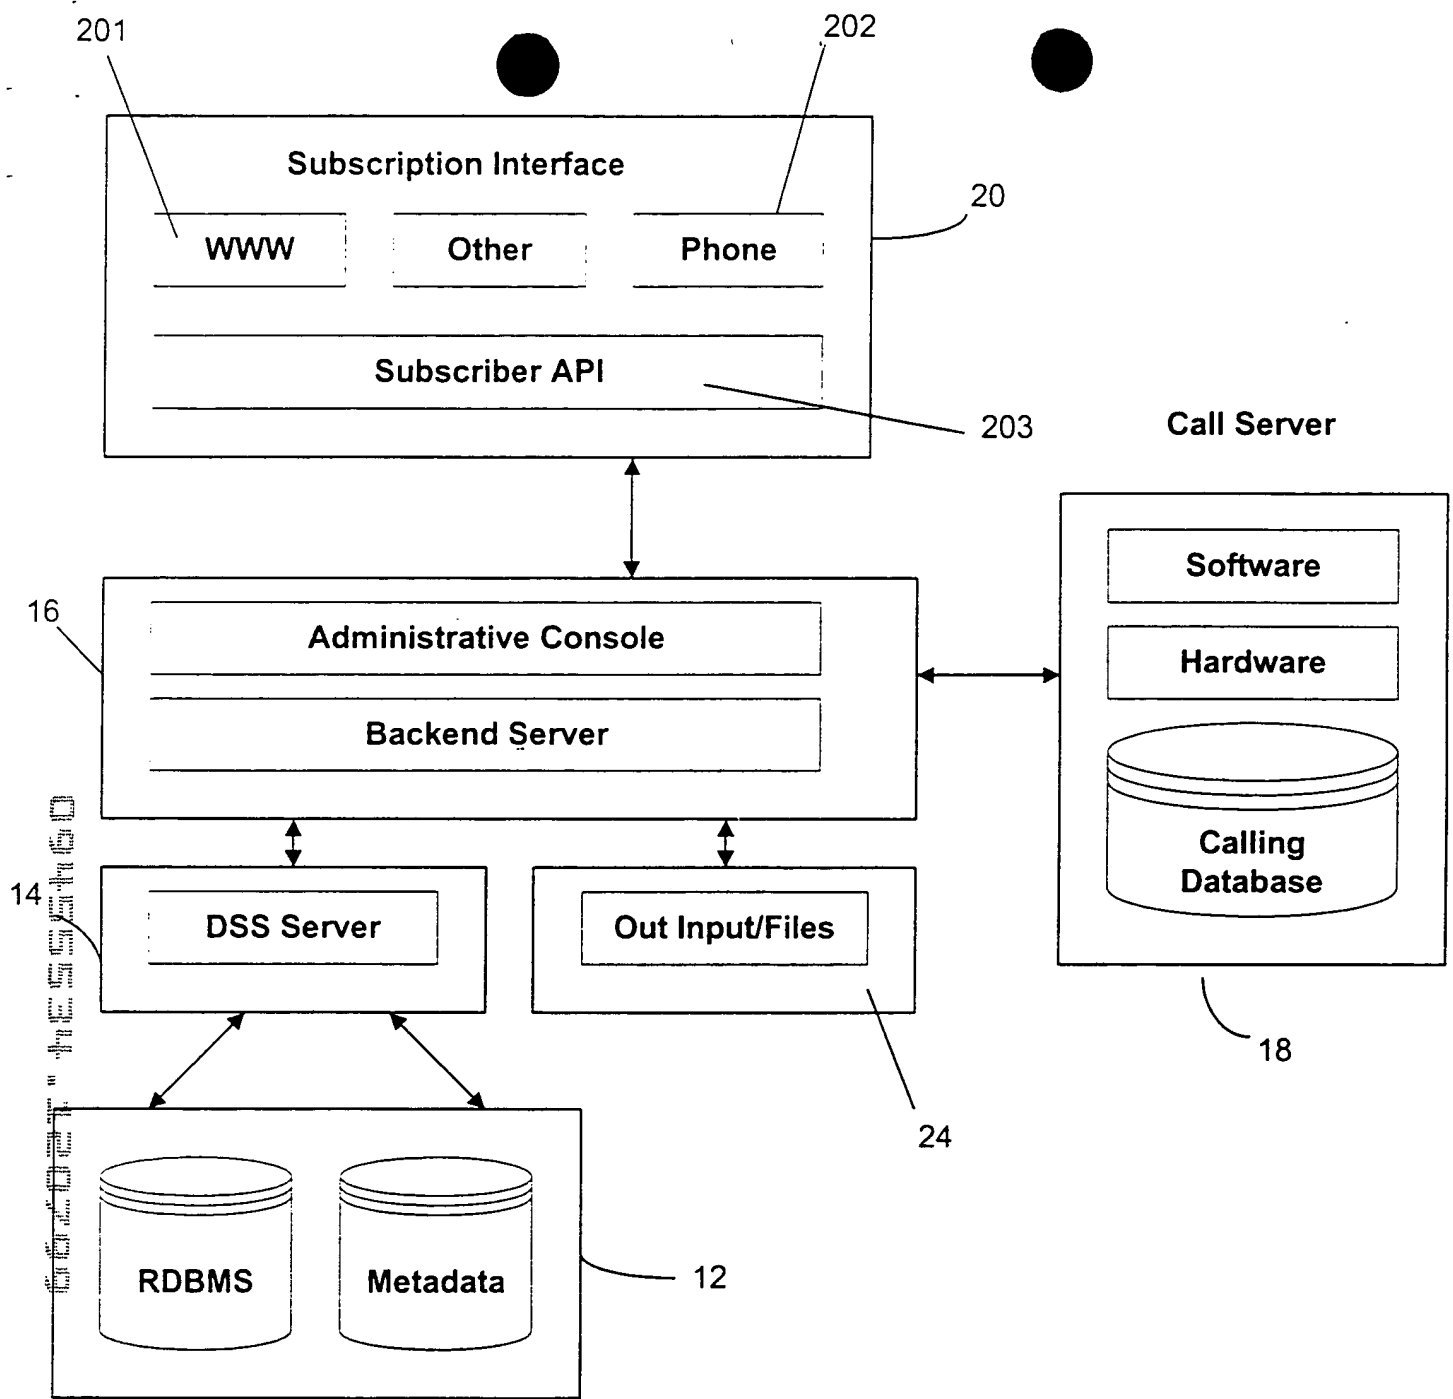 201
202
Subscription Interface
20
WWW
Other
Phone
Subscriber API
203
Call Server
Software
16
Administrative Console
Hardware
Backend Server
Calling
Database
14
DSS Server
Out Input/Files
18
24
RDBMS
Metadata
12